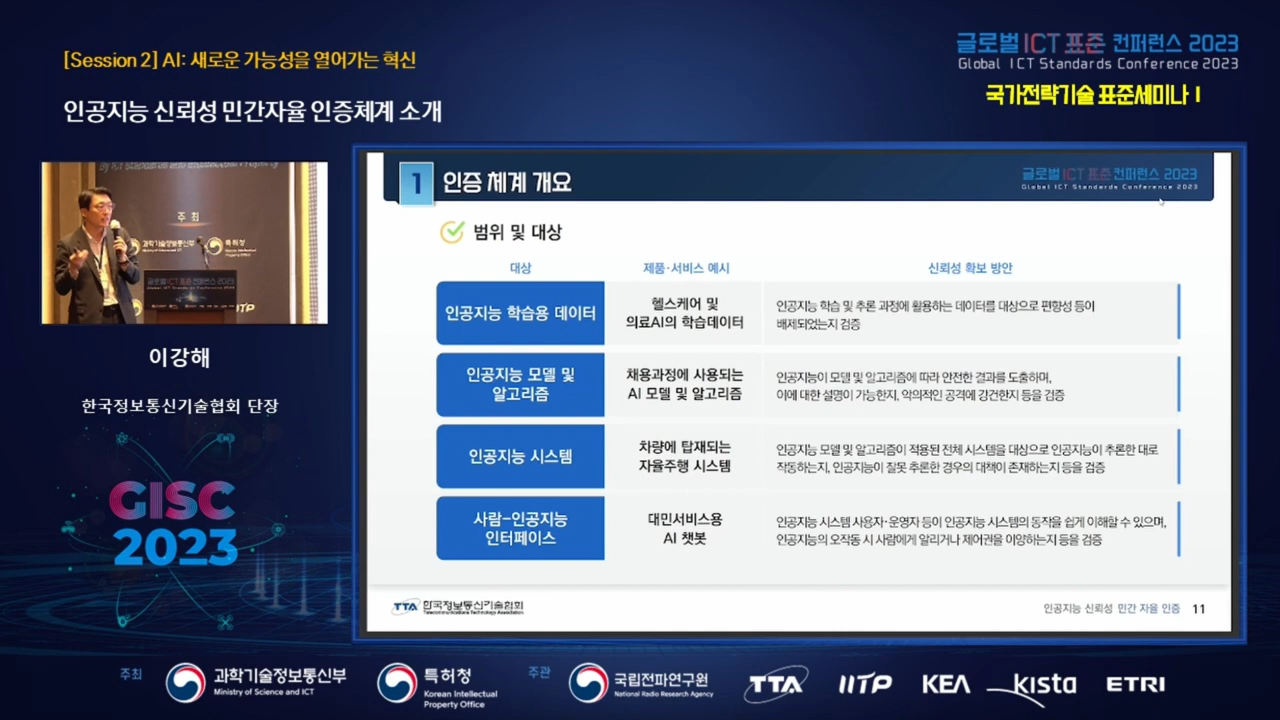 [Session 2] AI: 새로운 가능성을 열어가는 혁신
인공지능 신뢰성 민간자율 인증체계 소개
글로벌 ICT 표준 컨퍼런스 2023
Global ICT Standards Conference 2023
국가전략기술 표준세미나 I
주 최
과학기술정보통신부
특허청
이강해
한국정보통신기술협회 단장
GISC
2023
1 인증 체계 개요
글로벌 ICT 표준 컨퍼런스 2023
Global ICT Standards Conference 2023
범위 및 대상
대상 제품·서비스 예시 신뢰성 확보 방안
인공지능 학습용 데이터
헬스케어 및
의료AI의 학습데이터
인공지능 학습 및 추론 과정에 활용하는 데이터를 대상으로 편향성 등이
배제되었는지 검증
인공지능 모델 및
알고리즘
채용과정에 사용되는
AI 모델 및 알고리즘
인공지능이 모델 및 알고리즘에 따라 안전한 결과를 도출하며,
이에 대한 설명이 가능한지, 악의적인 공격에 강건한지 등을 검증
인공지능 시스템
차량에 탑재되는
자율주행 시스템
인공지능 모델 및 알고리즘이 적용된 전체 시스템을 대상으로 인공지능이 추론한 대로
작동하는지, 인공지능이 잘못 추론한 경우의 대책이 존재하는지 등을 검증
사람-인공지능
인터페이스
대민서비스용
AI 챗봇
인공지능 시스템 사용자·운영자 등이 인공지능 시스템의 동작을 쉽게 이해할 수 있으며,
인공지능의 오작동 시 사람에게 알리거나 제어권을 이양하는지 등을 검증
TTA 한국정보통신기술협회
Telecommunications Technology Association
인공지능 신뢰성 민간 자율 인증 11
주최
과학기술정보통신부
Ministry of Science and ICT
특허청
Korean Intellectual
Property Office
주관
국립전파연구원
National Radio Research Agency
TTA
IITP
KEA
kista
ETRI